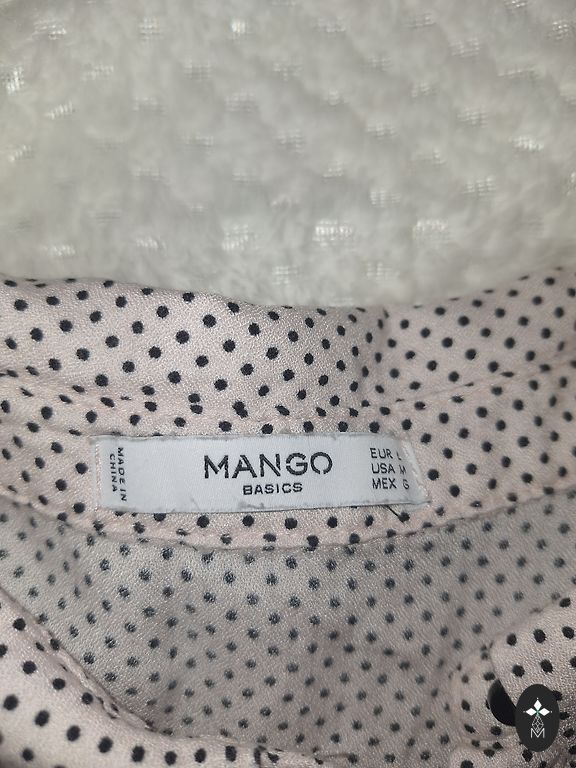 MADE IN
CHINA
MANGO
BASICS
EUR L
USA M
MEX G